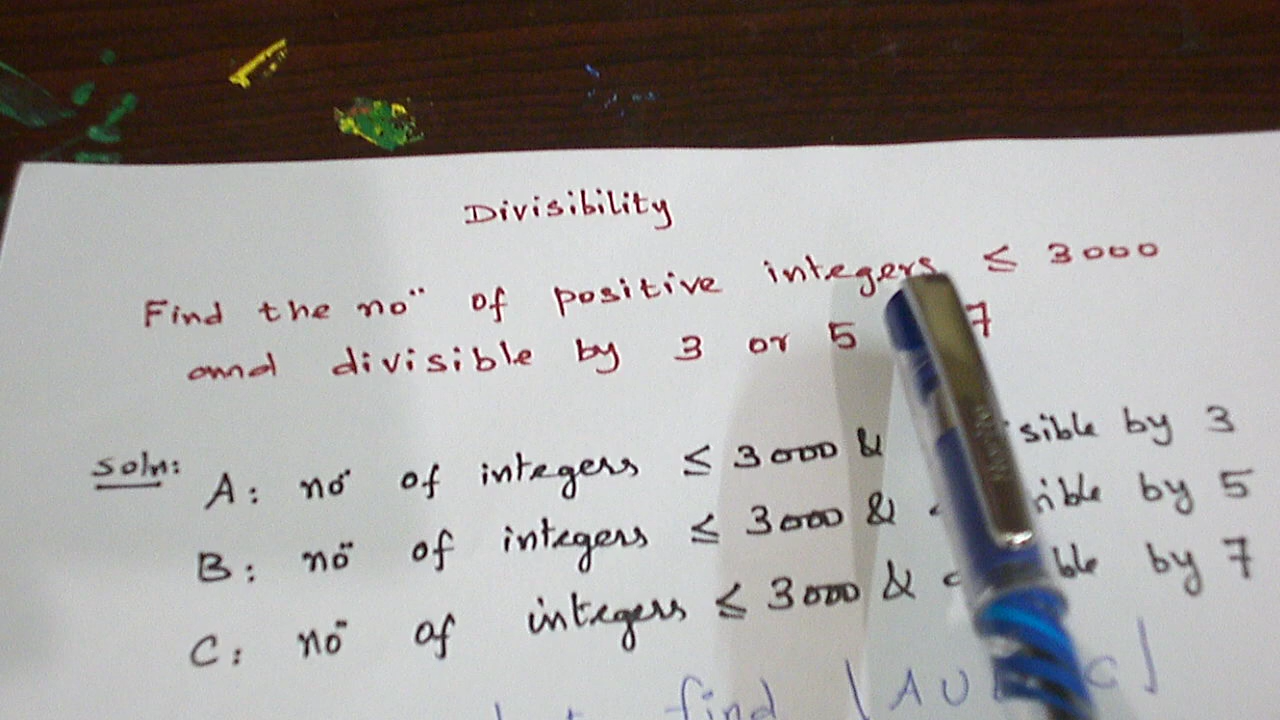 Divisibility
Find the no¨ of positive integers ≤ 3000
and divisible by 3 or 5 7
Soln: A: no¨ of integers ≤ 3000 & sible by 3
B: no¨ of integers ≤ 3000 & ible by 5
C: no¨ of integers ≤ 3000 & ble by 7
find |A U C|